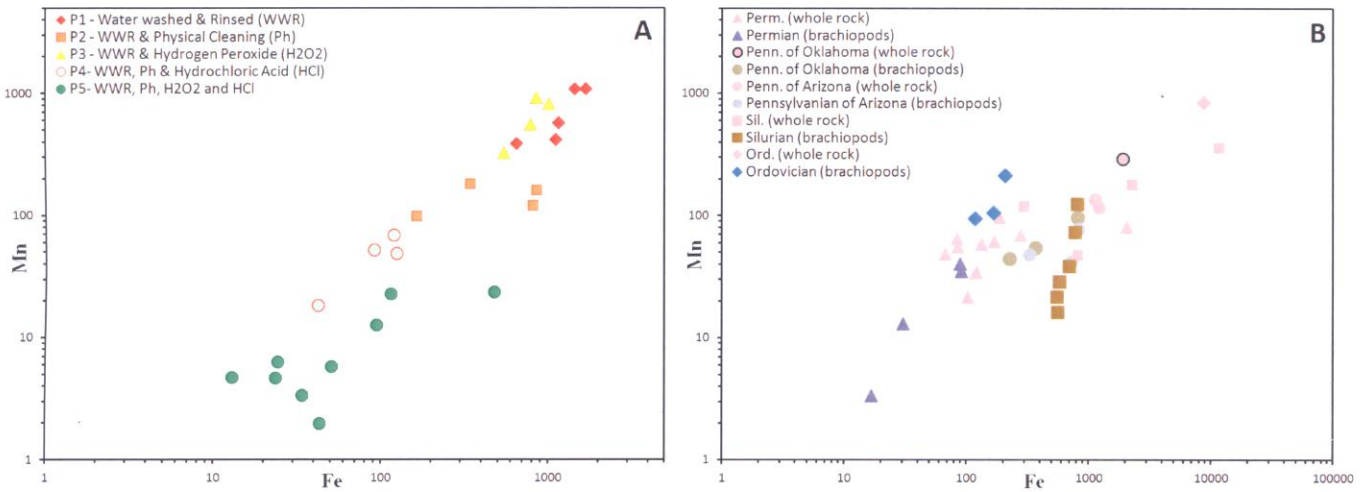 A
P1 - Water washed & Rinsed (WWR)
P2 - WWR & Physical Cleaning (Ph)
P3 - WWR & Hydrogen Peroxide (H2O2)
P4- WWR, Ph & Hydrochloric Acid (HCl)
P5- WWR, Ph, H2O2 and HCl
1000
100
10
1
Mn
1
10
100
1000
Fe
B
Perm. (whole rock)
Permian (brachiopods)
Penn. of Oklahoma (whole rock)
Penn. of Oklahoma (brachiopods)
Penn. of Arizona (whole rock)
Pennsylvanian of Arizona (brachiopods)
Sil. (whole rock)
Silurian (brachiopods)
Ord. (whole rock)
Ordovician (brachiopods)
1000
100
10
1
Mn
1
10
100
1000
10000
100000
Fe